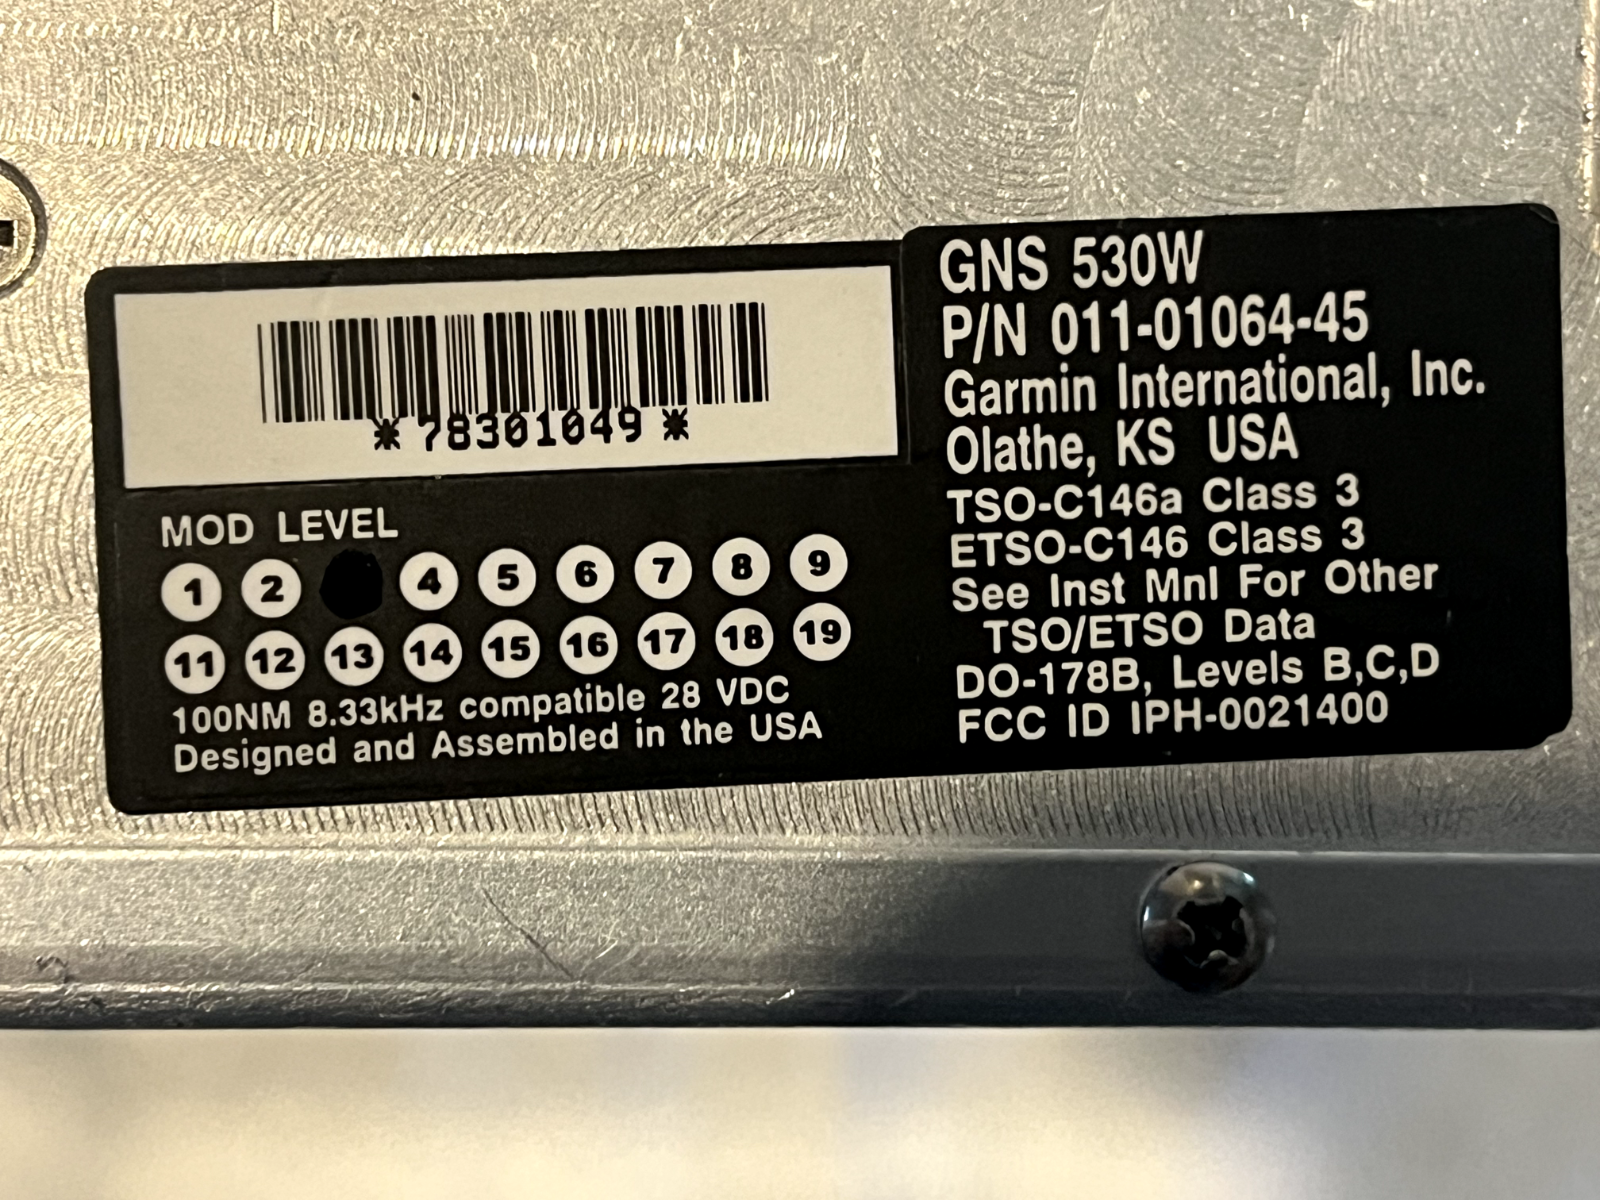 *78301049*
MOD LEVEL
1 2 4 5 6 7 8 9
11 12 13 14 15 16 17 18 19
100NM 8.33kHz compatible 28 VDC
Designed and Assembled in the USA
GNS 530W
P/N 011-01064-45
Garmin International, Inc.
Olathe, KS USA
TSO-C146a Class 3
ETSO-C146 Class 3
See Inst Mnl For Other
TSO/ETSO Data
DO-178B, Levels B,C,D
FCC ID IPH-0021400